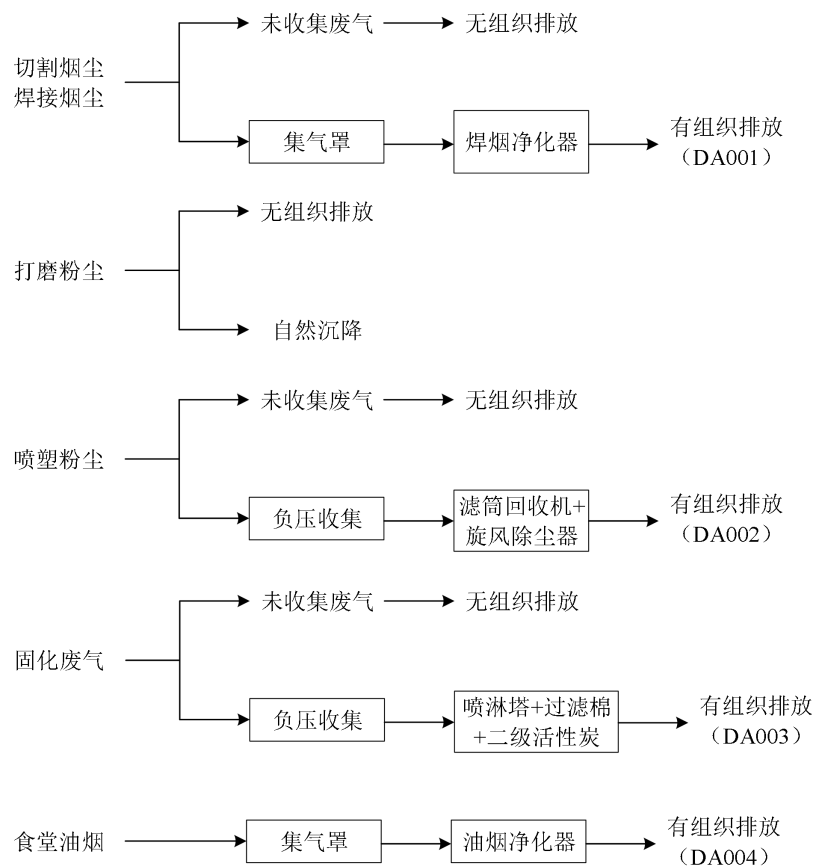 未收集废气
无组织排放
切割烟尘
焊接烟尘
集气罩
焊烟净化器
有组织排放
（DA001）
无组织排放
打磨粉尘
自然沉降
未收集废气
无组织排放
喷塑粉尘
负压收集
滤筒回收机+
旋风除尘器
有组织排放
（DA002）
未收集废气
无组织排放
固化废气
负压收集
喷淋塔+过滤棉
+二级活性炭
有组织排放
（DA003）
食堂油烟
集气罩
油烟净化器
有组织排放
（DA004）